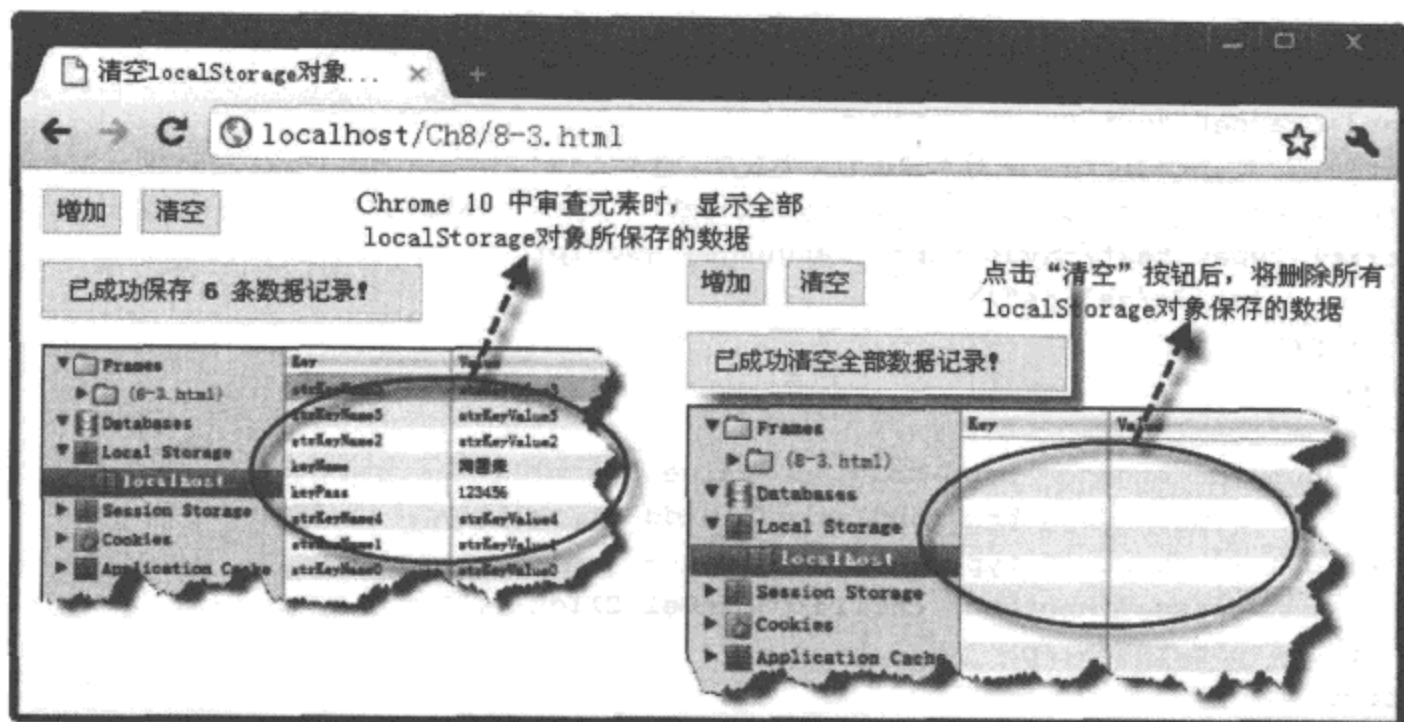 清空localStorage对象...
localhost/Ch8/8-3.html
增加 清空
Chrome 10 中审查元素时，显示全部
localStorage对象所保存的数据
已成功保存 6 条数据记录!
Key Value
Frames
(8-3.html)
Databases
Local Storage
localhost
Session Storage
Cookies
Application Cache
strKeyName5 strKeyValue5
strKeyName2 strKeyValue2
keyName
keyPass 123456
strKeyName4 strKeyValue4
strKeyName1
strKeyName0 strKeyValue0
增加 清空
点击“清空”按钮后，将删除所有
localStorage对象保存的数据
已成功清空全部数据记录!
Key Value
Frames
(8-3.html)
Databases
Local Storage
localhost
Session Storage
Cookies
Application Cache